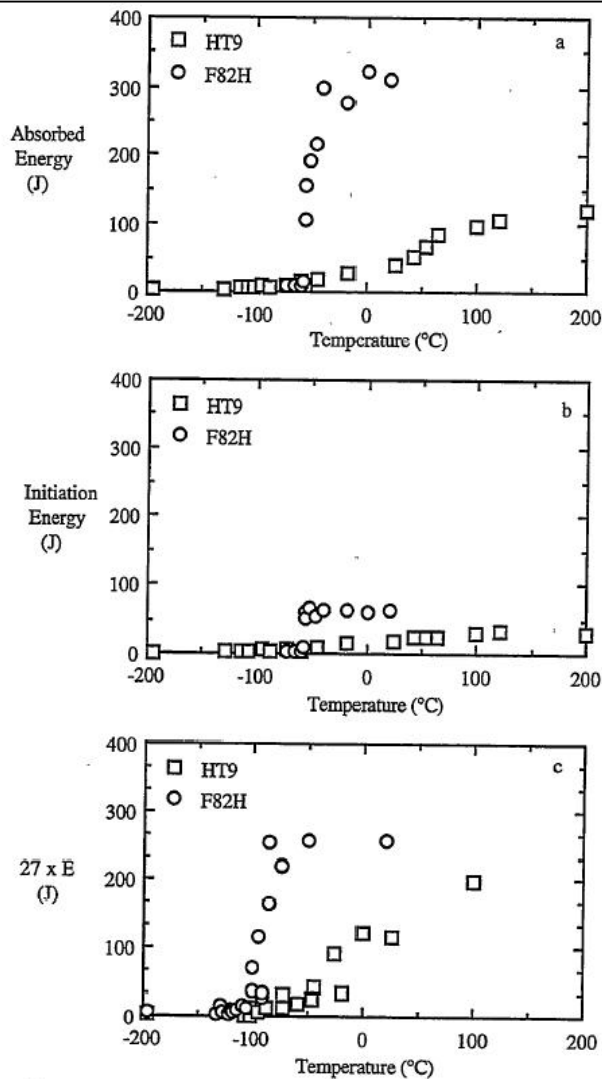 400
HT9
a
F82H
300
Absorbed
Energy
(J)
200
100
0
-200 -100 0 100 200
Temperature (°C)
400
HT9
b
F82H
300
Initiation
Energy
(J)
200
100
0
-200 -100 0 100 200
Temperature (°C)
400
HT9
c
F82H
300
27 x E
(J)
200
100
0
-200 -100 0 100 200
Temperature (°C)